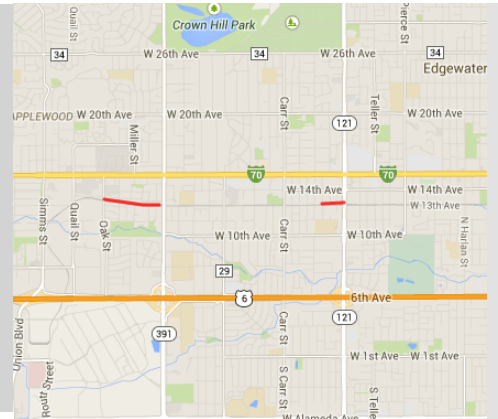 Quail St
Pierce St
Crown Hill Park
34
W 26th Ave
34
W 26th Ave
34
Edgewater
APPLEWOOD
W 20th Ave
W 20th Ave
Carr St
Teller St
W 20th Ave
121
Miller St
70
70
W 14th Ave
W 14th Ave
W 13th Ave
Simms St
Quail St
Oak St
Carr St
N Harlan St
W 10th Ave
W 10th Ave
29
6
6th Ave
391
121
Union Blvd
Carr St
Routt Street
W 1st Ave
W 1st Ave
S Carr St
S Teller
W Alameda Ave